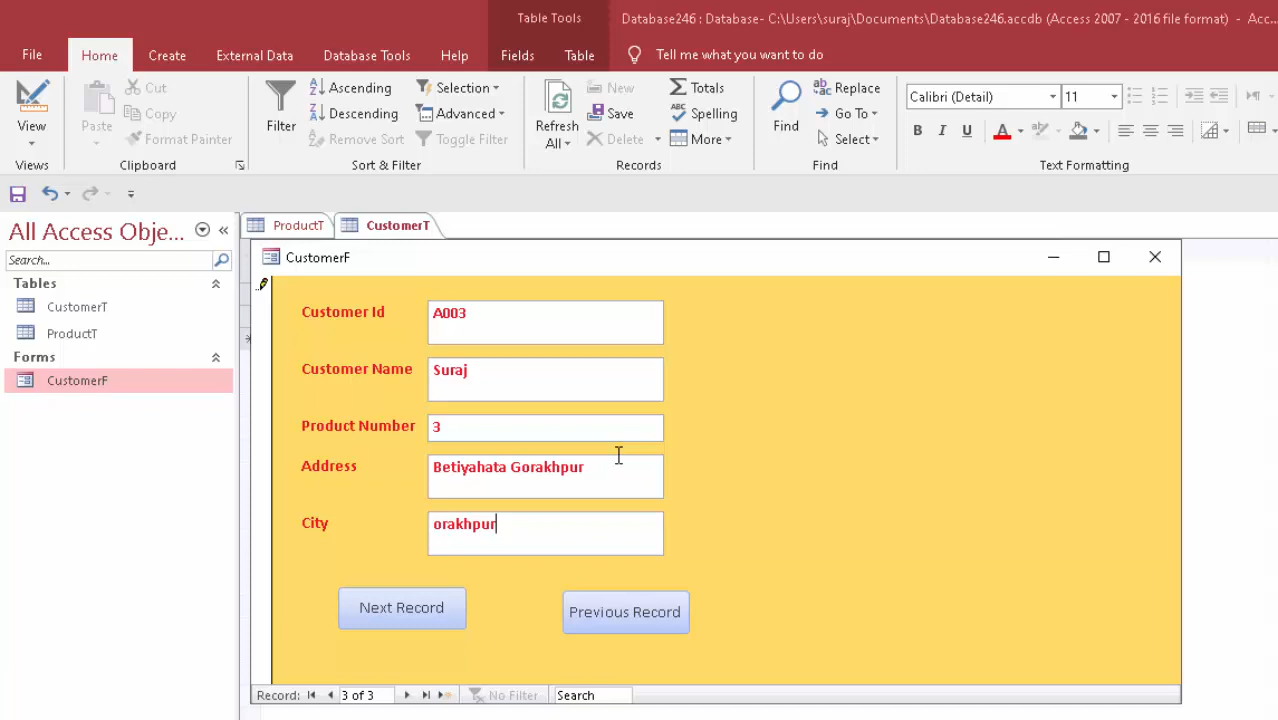 Table Tools
Database246 : Database- C:\Users\suraj\Documents\Database246.accdb (Access 2007 - 2016 file format) - Acc...
File Home Create External Data Database Tools Help Fields Table Tell me what you want to do
View
Views
Paste
Cut
Copy
Format Painter
Clipboard
Filter
Ascending
Descending
Remove Sort
Selection
Advanced
Toggle Filter
Sort & Filter
Refresh
All
New
Save
Delete
Totals
Spelling
More
Records
Find
Replace
Go To
Select
Find
Calibri (Detail) 11
B I U A
Text Formatting
All Access Obje...
Search...
Tables
CustomerT
ProductT
Forms
CustomerF
ProductT CustomerT
CustomerF
Customer Id A003
Customer Name Suraj
Product Number 3
Address Betiyahata Gorakhpur
City orakhpur
Next Record Previous Record
Record: 3 of 3 No Filter Search